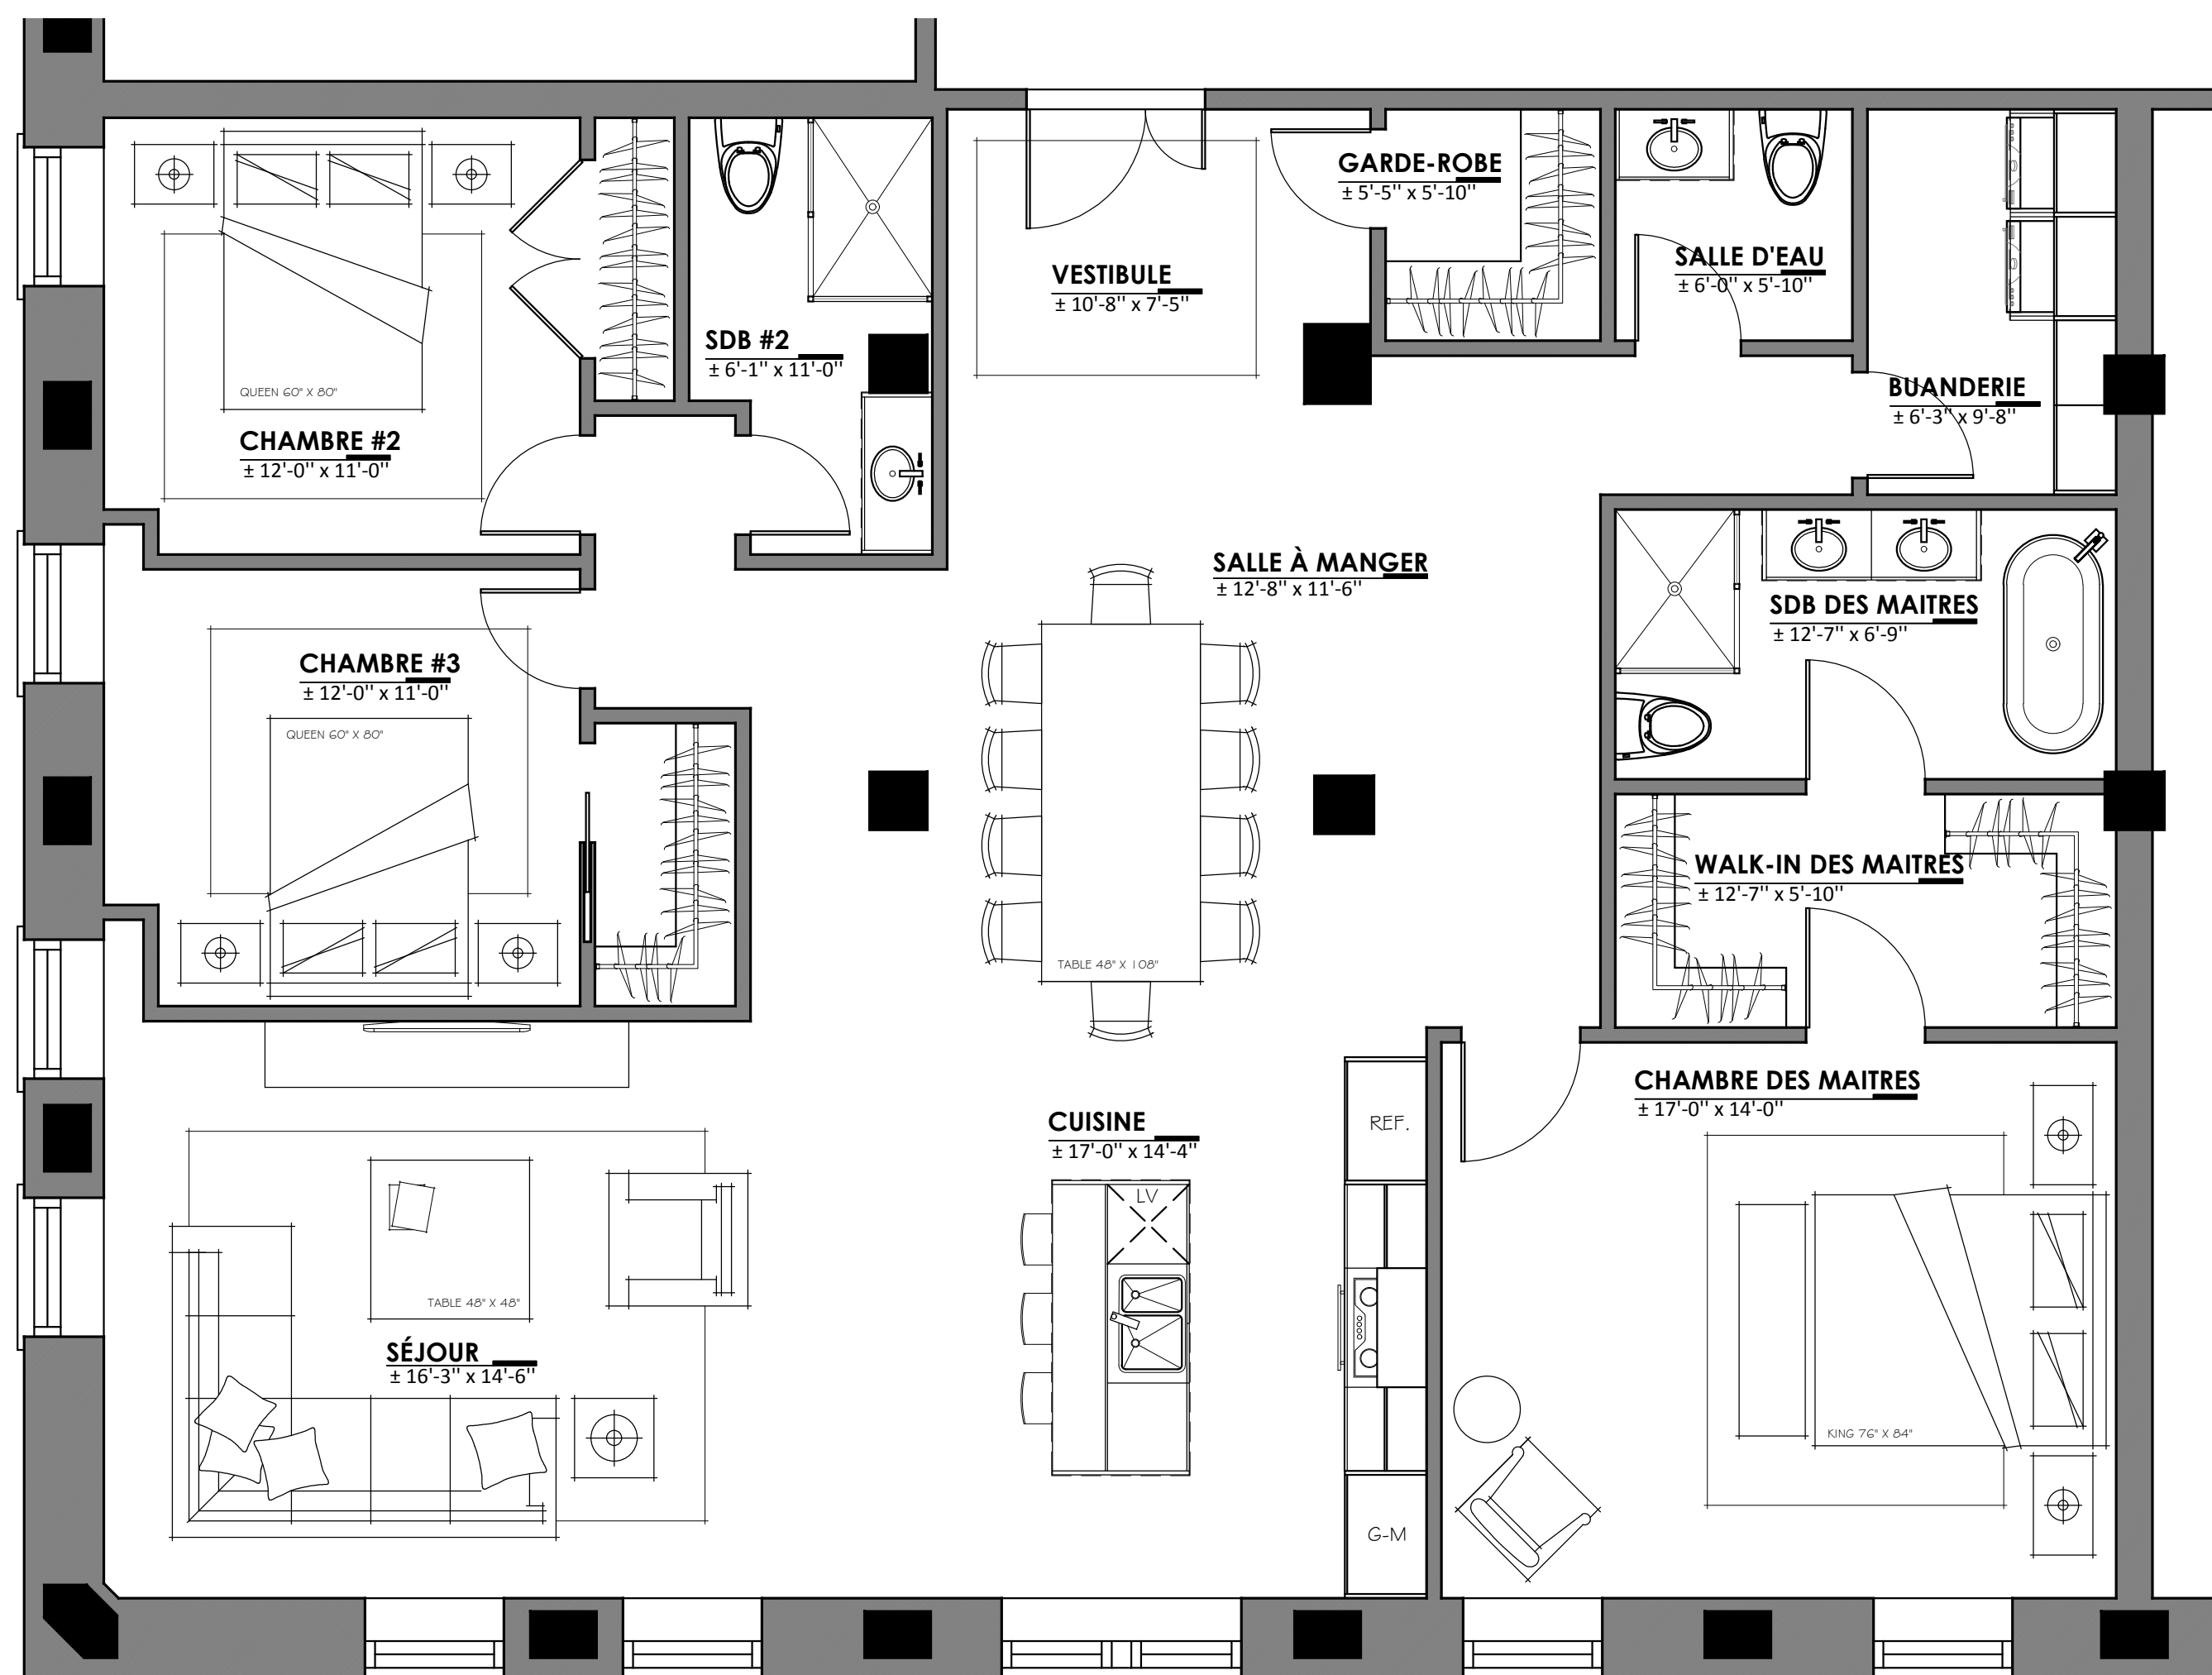 GARDE-ROBE
± 5'-5'' x 5'-10''
SALLE D'EAU
± 6'-0'' x 5'-10''
VESTIBULE
± 10'-8'' x 7'-5''
SDB #2
± 6'-1'' x 11'-0''
QUEEN 60" X 80"
CHAMBRE #2
± 12'-0'' x 11'-0''
BUANDERIE
± 6'-3'' x 9'-8''
SALLE À MANGER
± 12'-8'' x 11'-6''
SDB DES MAITRES
± 12'-7'' x 6'-9''
CHAMBRE #3
± 12'-0'' x 11'-0''
QUEEN 60" X 80"
WALK-IN DES MAITRES
± 12'-7'' x 5'-10''
TABLE 48" X 108"
CHAMBRE DES MAITRES
± 17'-0'' x 14'-0''
CUISINE
± 17'-0'' x 14'-4''
REF.
LV
TABLE 48" X 48"
SÉJOUR
± 16'-3'' x 14'-6''
KING 76" X 84"
G-M